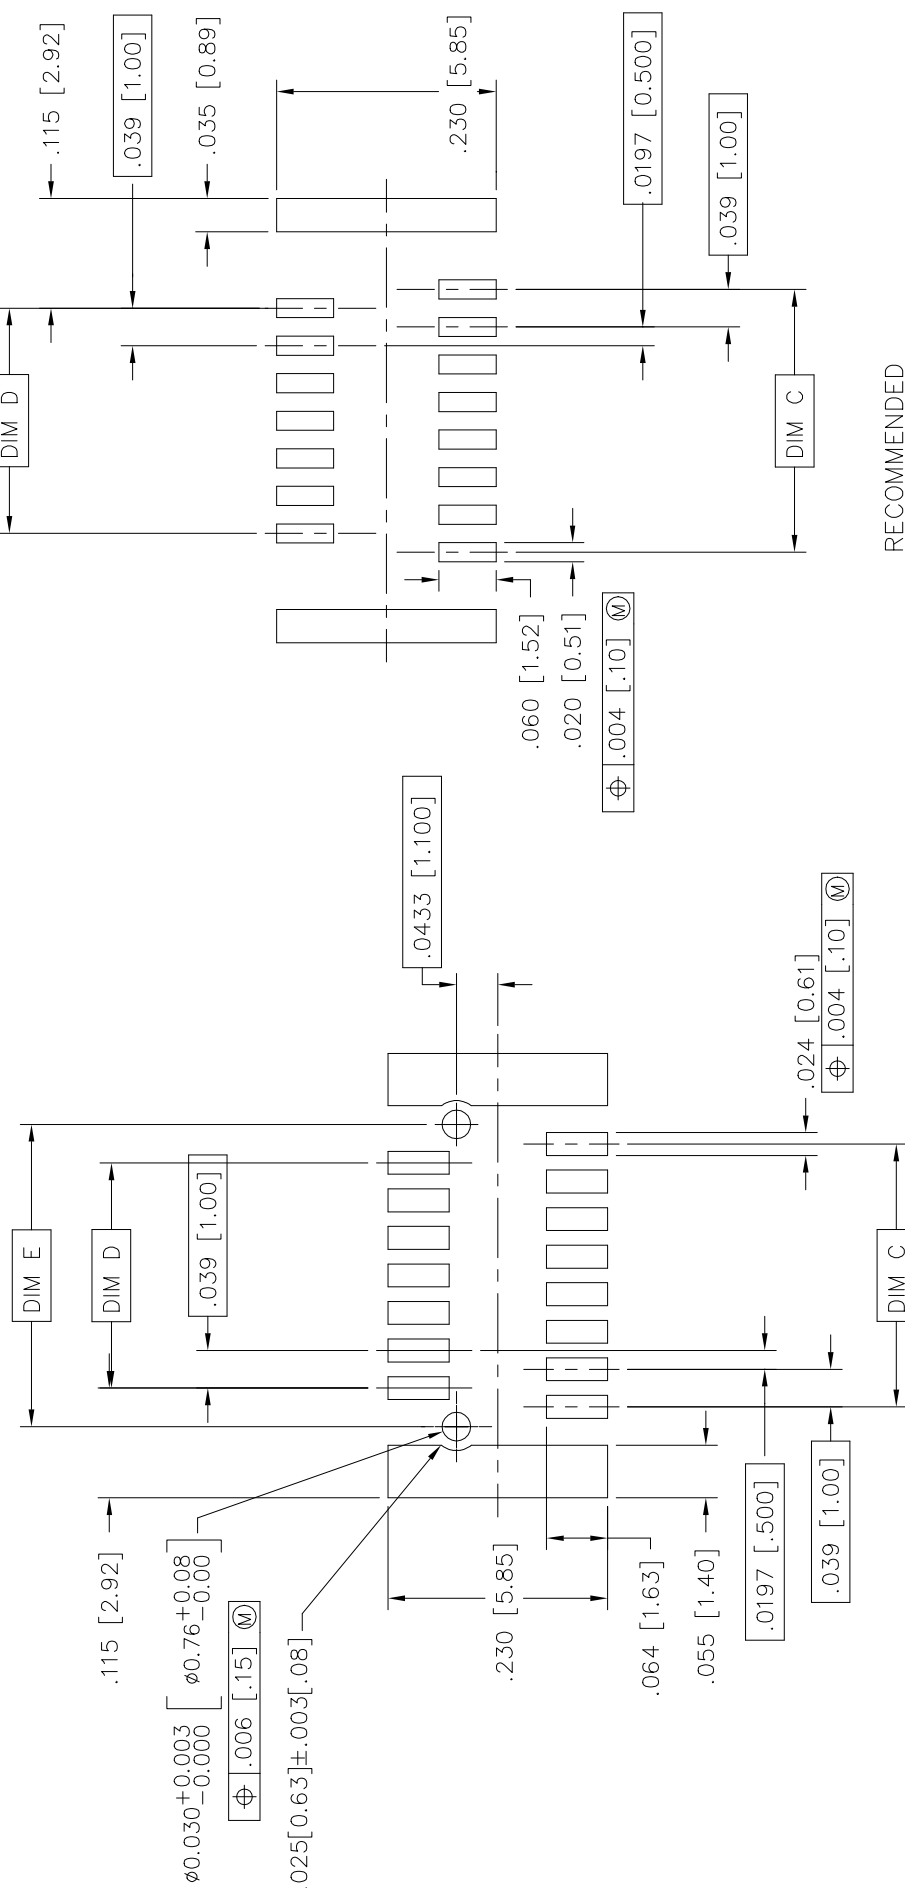 .115 [2.92]
.039 [1.00]
.035 [0.89]
.230 [5.85]
.0197 [0.500]
.039 [1.00]
DIM D
DIM C
.060 [1.52]
.020 [0.51]
⌖ .004 [.10] Ⓜ
RECOMMENDED
.0433 [1.100]
.024 [0.61]
⌖ .004 [.10] Ⓜ
DIM E
DIM D
.039 [1.00]
DIM C
.115 [2.92]
ø0.030+0.003 -0.000 [ø0.76+0.08 -0.00]
⌖ .006 [.15] Ⓜ
.025[0.63]±.003[.08]
.230 [5.85]
.064 [1.63]
.055 [1.40]
.0197 [.500]
.039 [1.00]